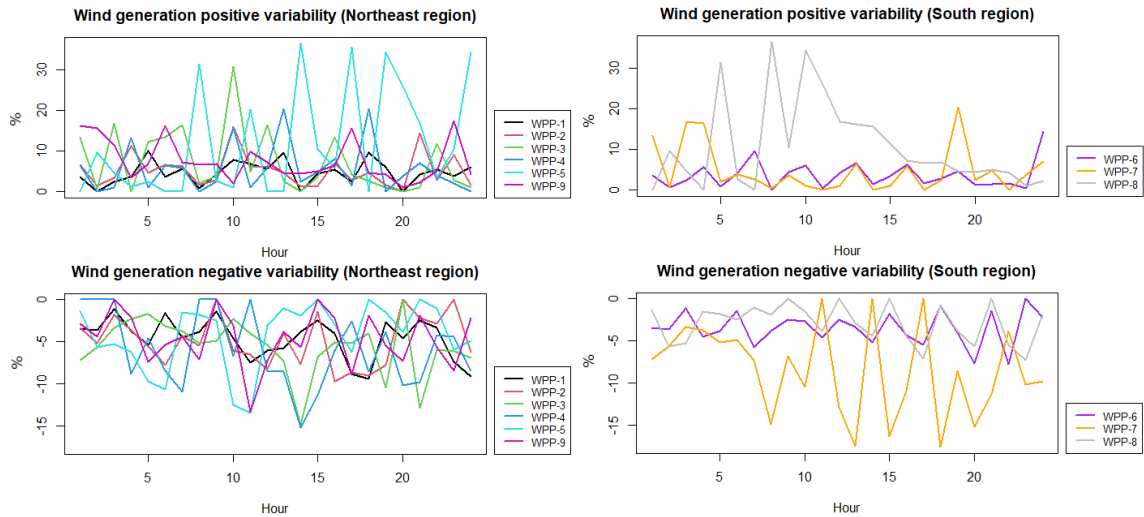 Wind generation positive variability (Northeast region)
%
0 10 20 30
5 10 15 20
Hour
WPP-1
WPP-2
WPP-3
WPP-4
WPP-5
WPP-9
Wind generation positive variability (South region)
%
0 10 20 30
5 10 15 20
Hour
WPP-6
WPP-7
WPP-8
Wind generation negative variability (Northeast region)
%
-15 -10 -5 0
5 10 15 20
Hour
WPP-1
WPP-2
WPP-3
WPP-4
WPP-5
WPP-9
Wind generation negative variability (South region)
%
-15 -10 -5 0
5 10 15 20
Hour
WPP-6
WPP-7
WPP-8